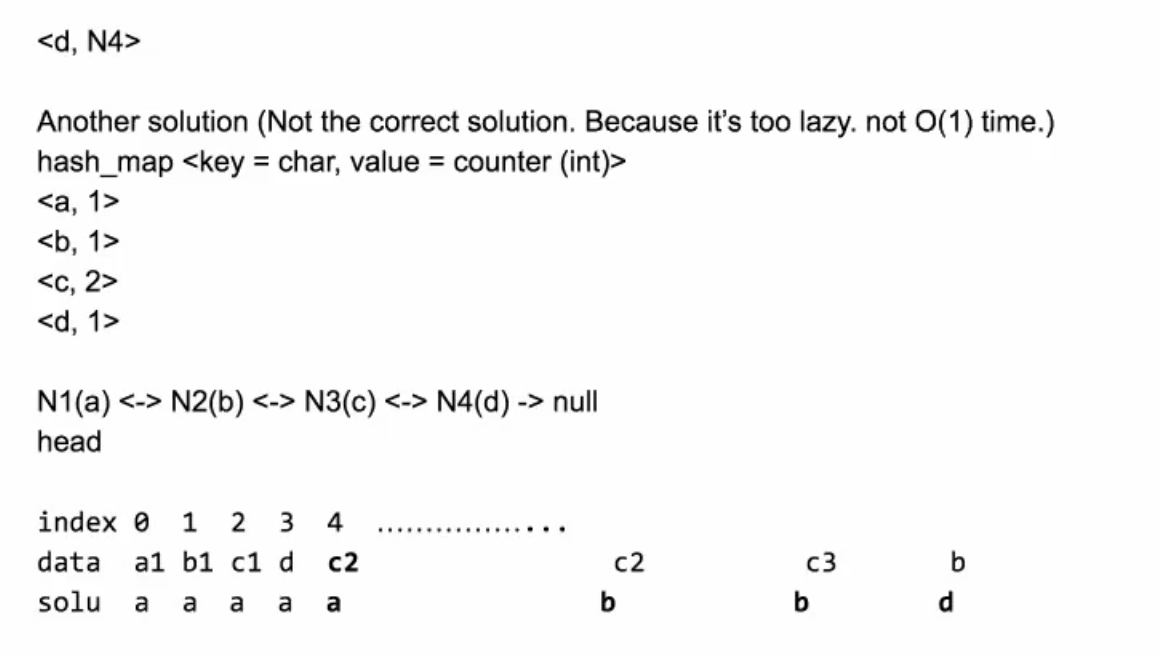 <d, N4>
Another solution (Not the correct solution. Because it's too lazy. not O(1) time.)
hash_map <key = char, value = counter (int)>
<a, 1>
<b, 1>
<c, 2>
<d, 1>
N1(a) <-> N2(b) <-> N3(c) <-> N4(d) -> null
head
index 0 1 2 3 4 ..................
data a1 b1 c1 d c2 c2 c3 b
solu a a a a a b b d